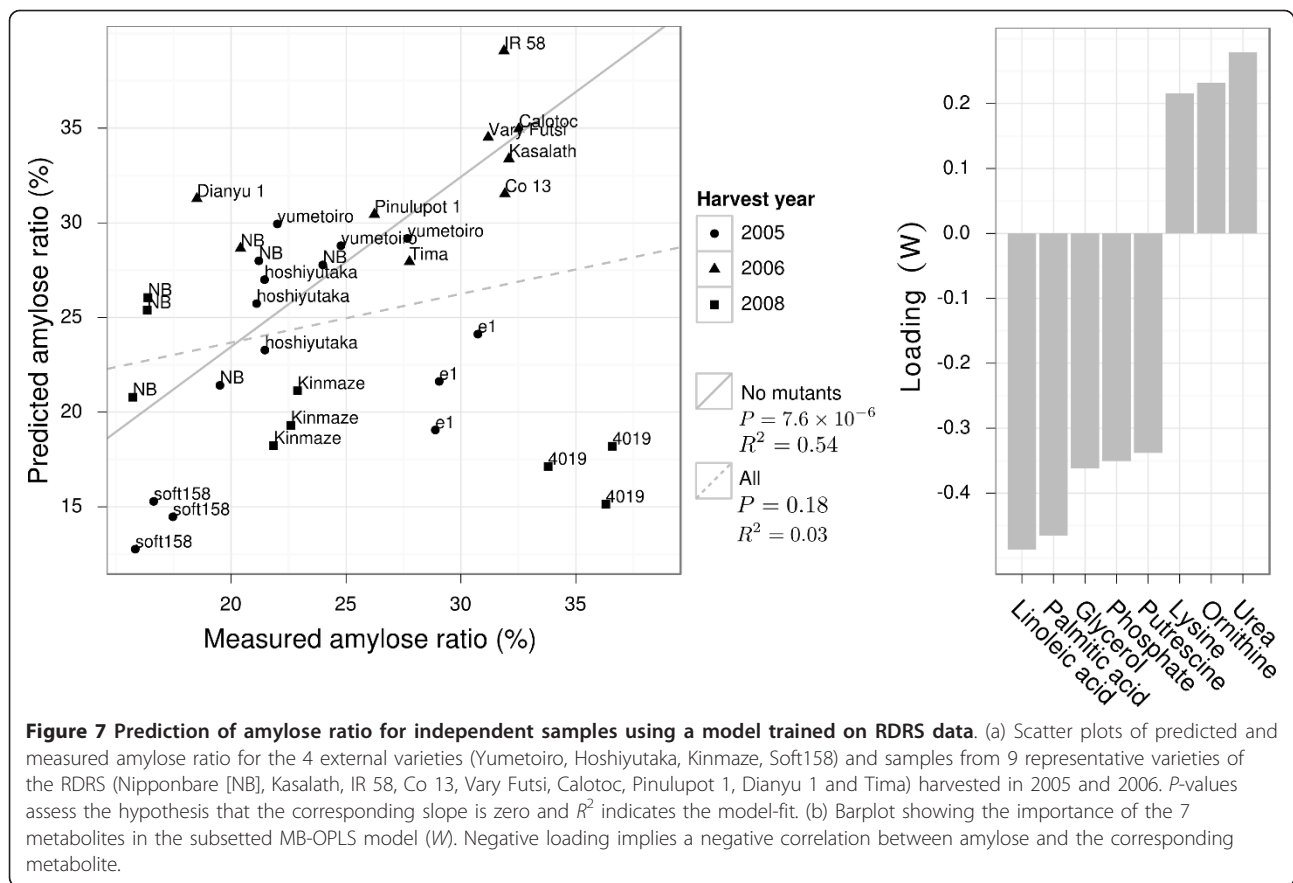 IR 58
Calotoc
Vary Futsi
Kasalath
Dianyu 1
Co 13
Pinulupot 1
yumetoiro
yumetoiro
yumetoiro
NB
NB
NB
Tima
hoshiyutaka
NB
NB
hoshiyutaka
hoshiyutaka
e1
NB
NB
Kinmaze
e1
Kinmaze
e1
Kinmaze
4019
4019
4019
soft158
soft158
soft158
35
30
25
20
15
Predicted amylose ratio (%)
20 25 30 35
Measured amylose ratio (%)
Harvest year
2005
2006
2008
No mutants
P = 7.6 × 10⁻⁶
R² = 0.54
All
P = 0.18
R² = 0.03
0.2
0.1
0.0
-0.1
-0.2
-0.3
-0.4
Loading (W)
Linoleic acid
Palmitic acid
Glycerol
Phosphate
Putrescine
Lysine
Ornithine
Urea
Figure 7 Prediction of amylose ratio for independent samples using a model trained on RDRS data. (a) Scatter plots of predicted and
measured amylose ratio for the 4 external varieties (Yumetoiro, Hoshiyutaka, Kinmaze, Soft158) and samples from 9 representative varieties of
the RDRS (Nipponbare [NB], Kasalath, IR 58, Co 13, Vary Futsi, Calotoc, Pinulupot 1, Dianyu 1 and Tima) harvested in 2005 and 2006. P-values
assess the hypothesis that the corresponding slope is zero and R² indicates the model-fit. (b) Barplot showing the importance of the 7
metabolites in the subsetted MB-OPLS model (W). Negative loading implies a negative correlation between amylose and the corresponding
metabolite.